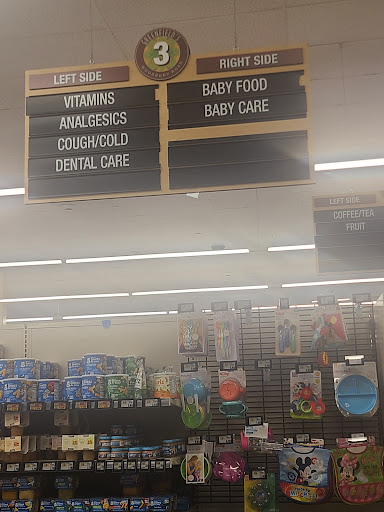 GREENFIELD'S
3
LEFT SIDE
VITAMINS
ANALGESICS
COUGH/COLD
DENTAL CARE
RIGHT SIDE
BABY FOOD
BABY CARE
LEFT SIDE
COFFEE/TEA
FRUIT